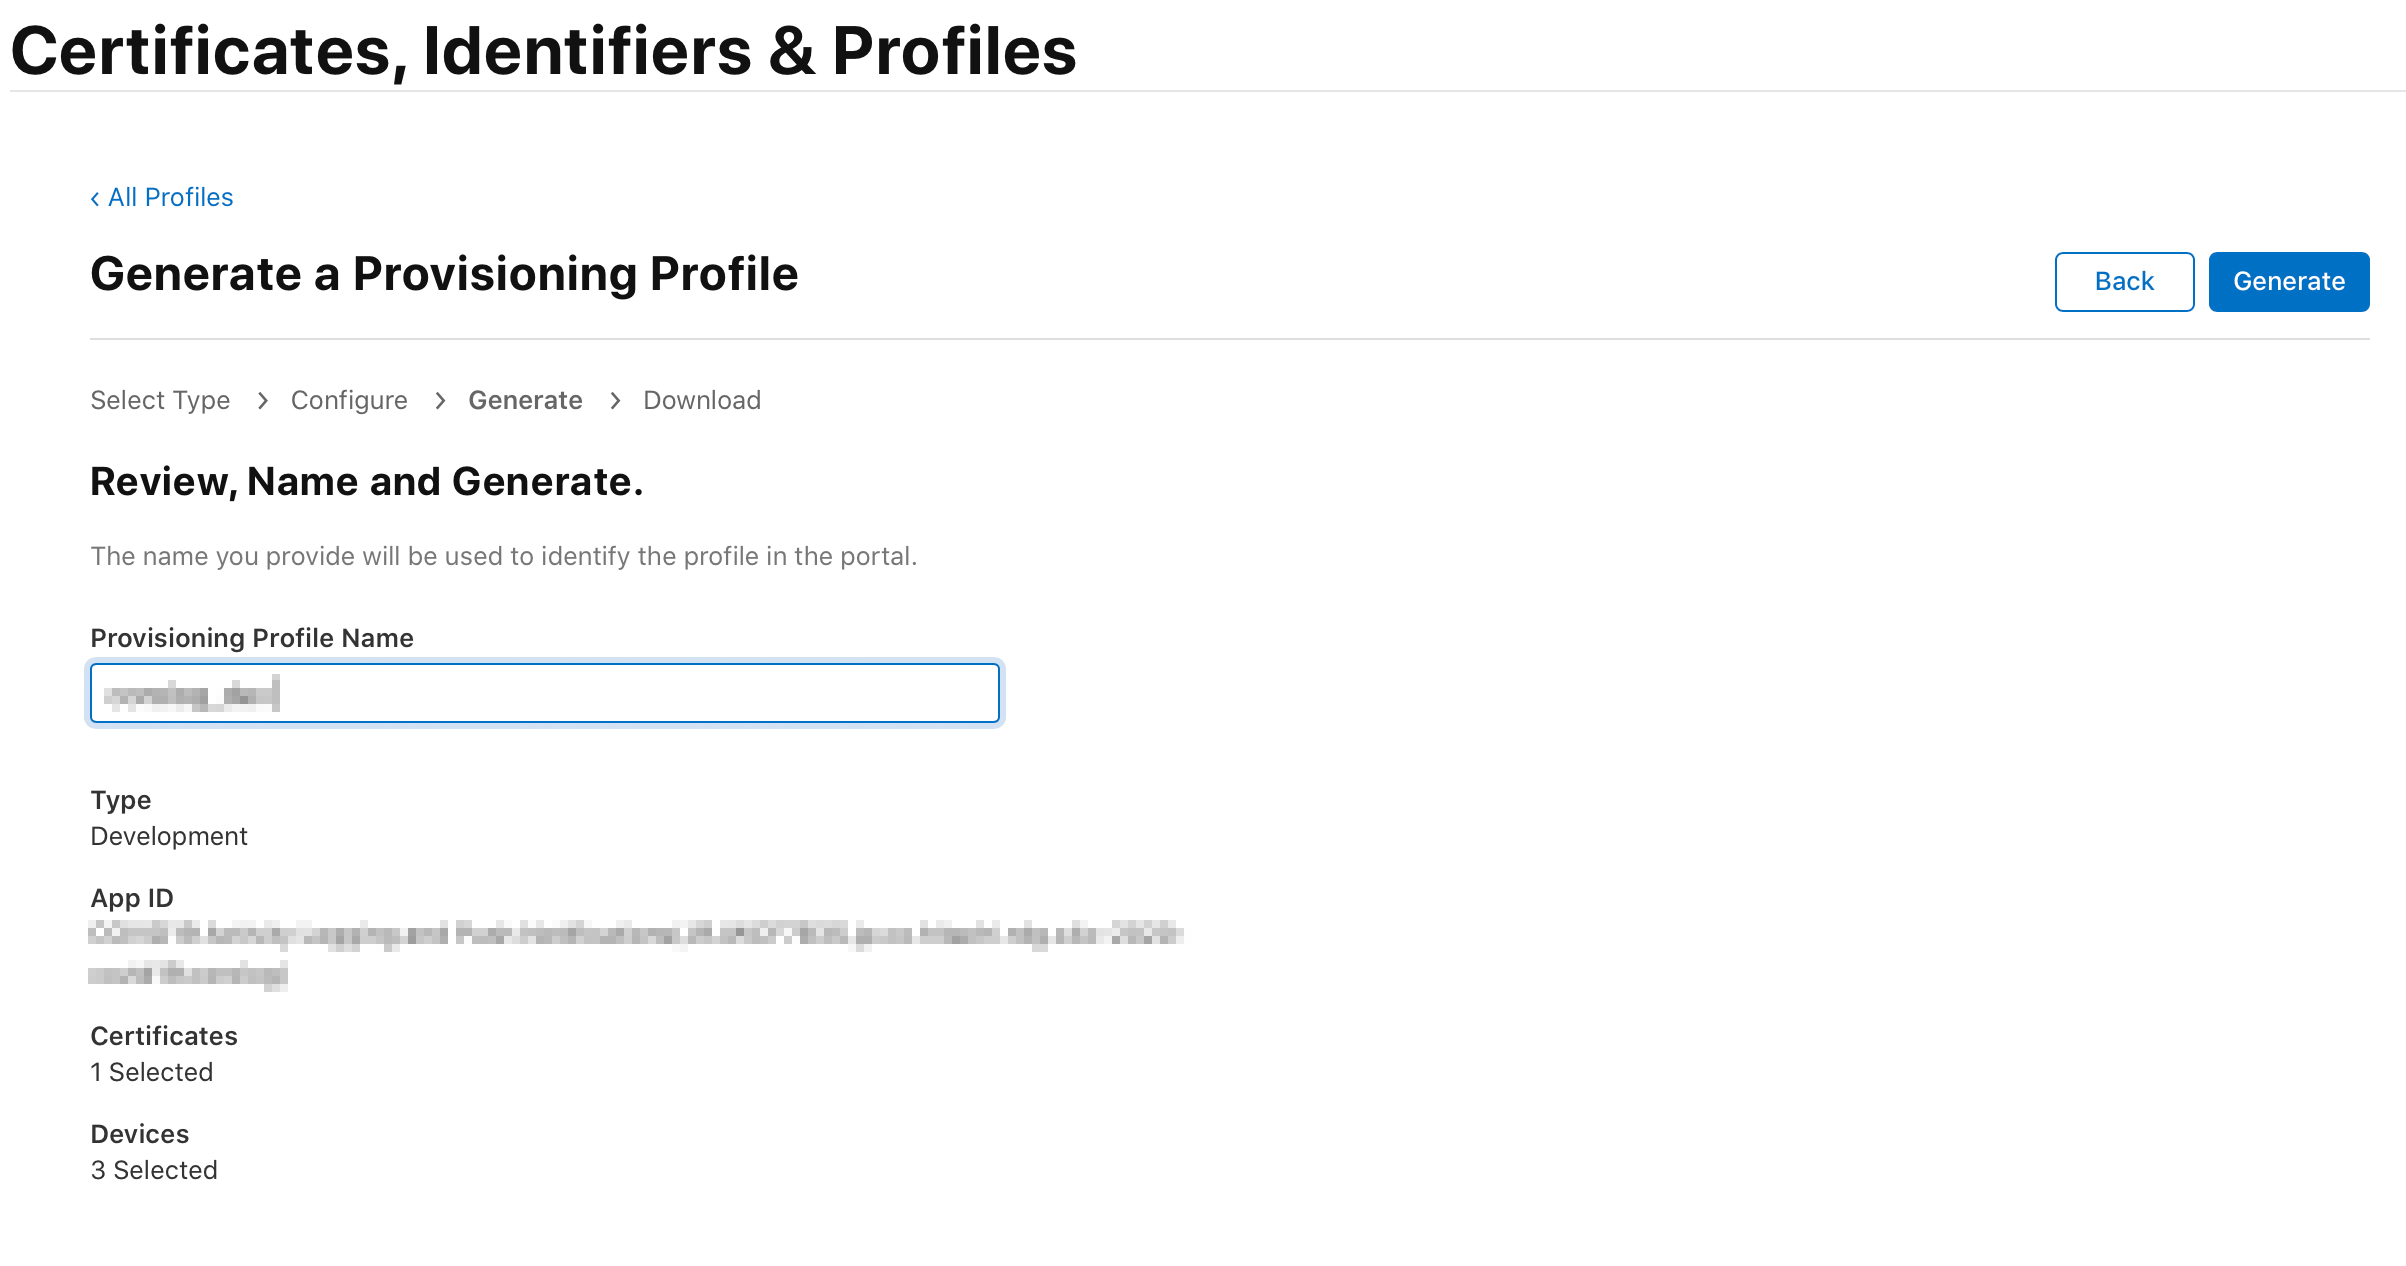 Certificates, Identifiers & Profiles
‹ All Profiles
Generate a Provisioning Profile
Back
Generate
Select Type > Configure > Generate > Download
Review, Name and Generate.
The name you provide will be used to identify the profile in the portal.
Provisioning Profile Name
Type
Development
App ID
Certificates
1 Selected
Devices
3 Selected